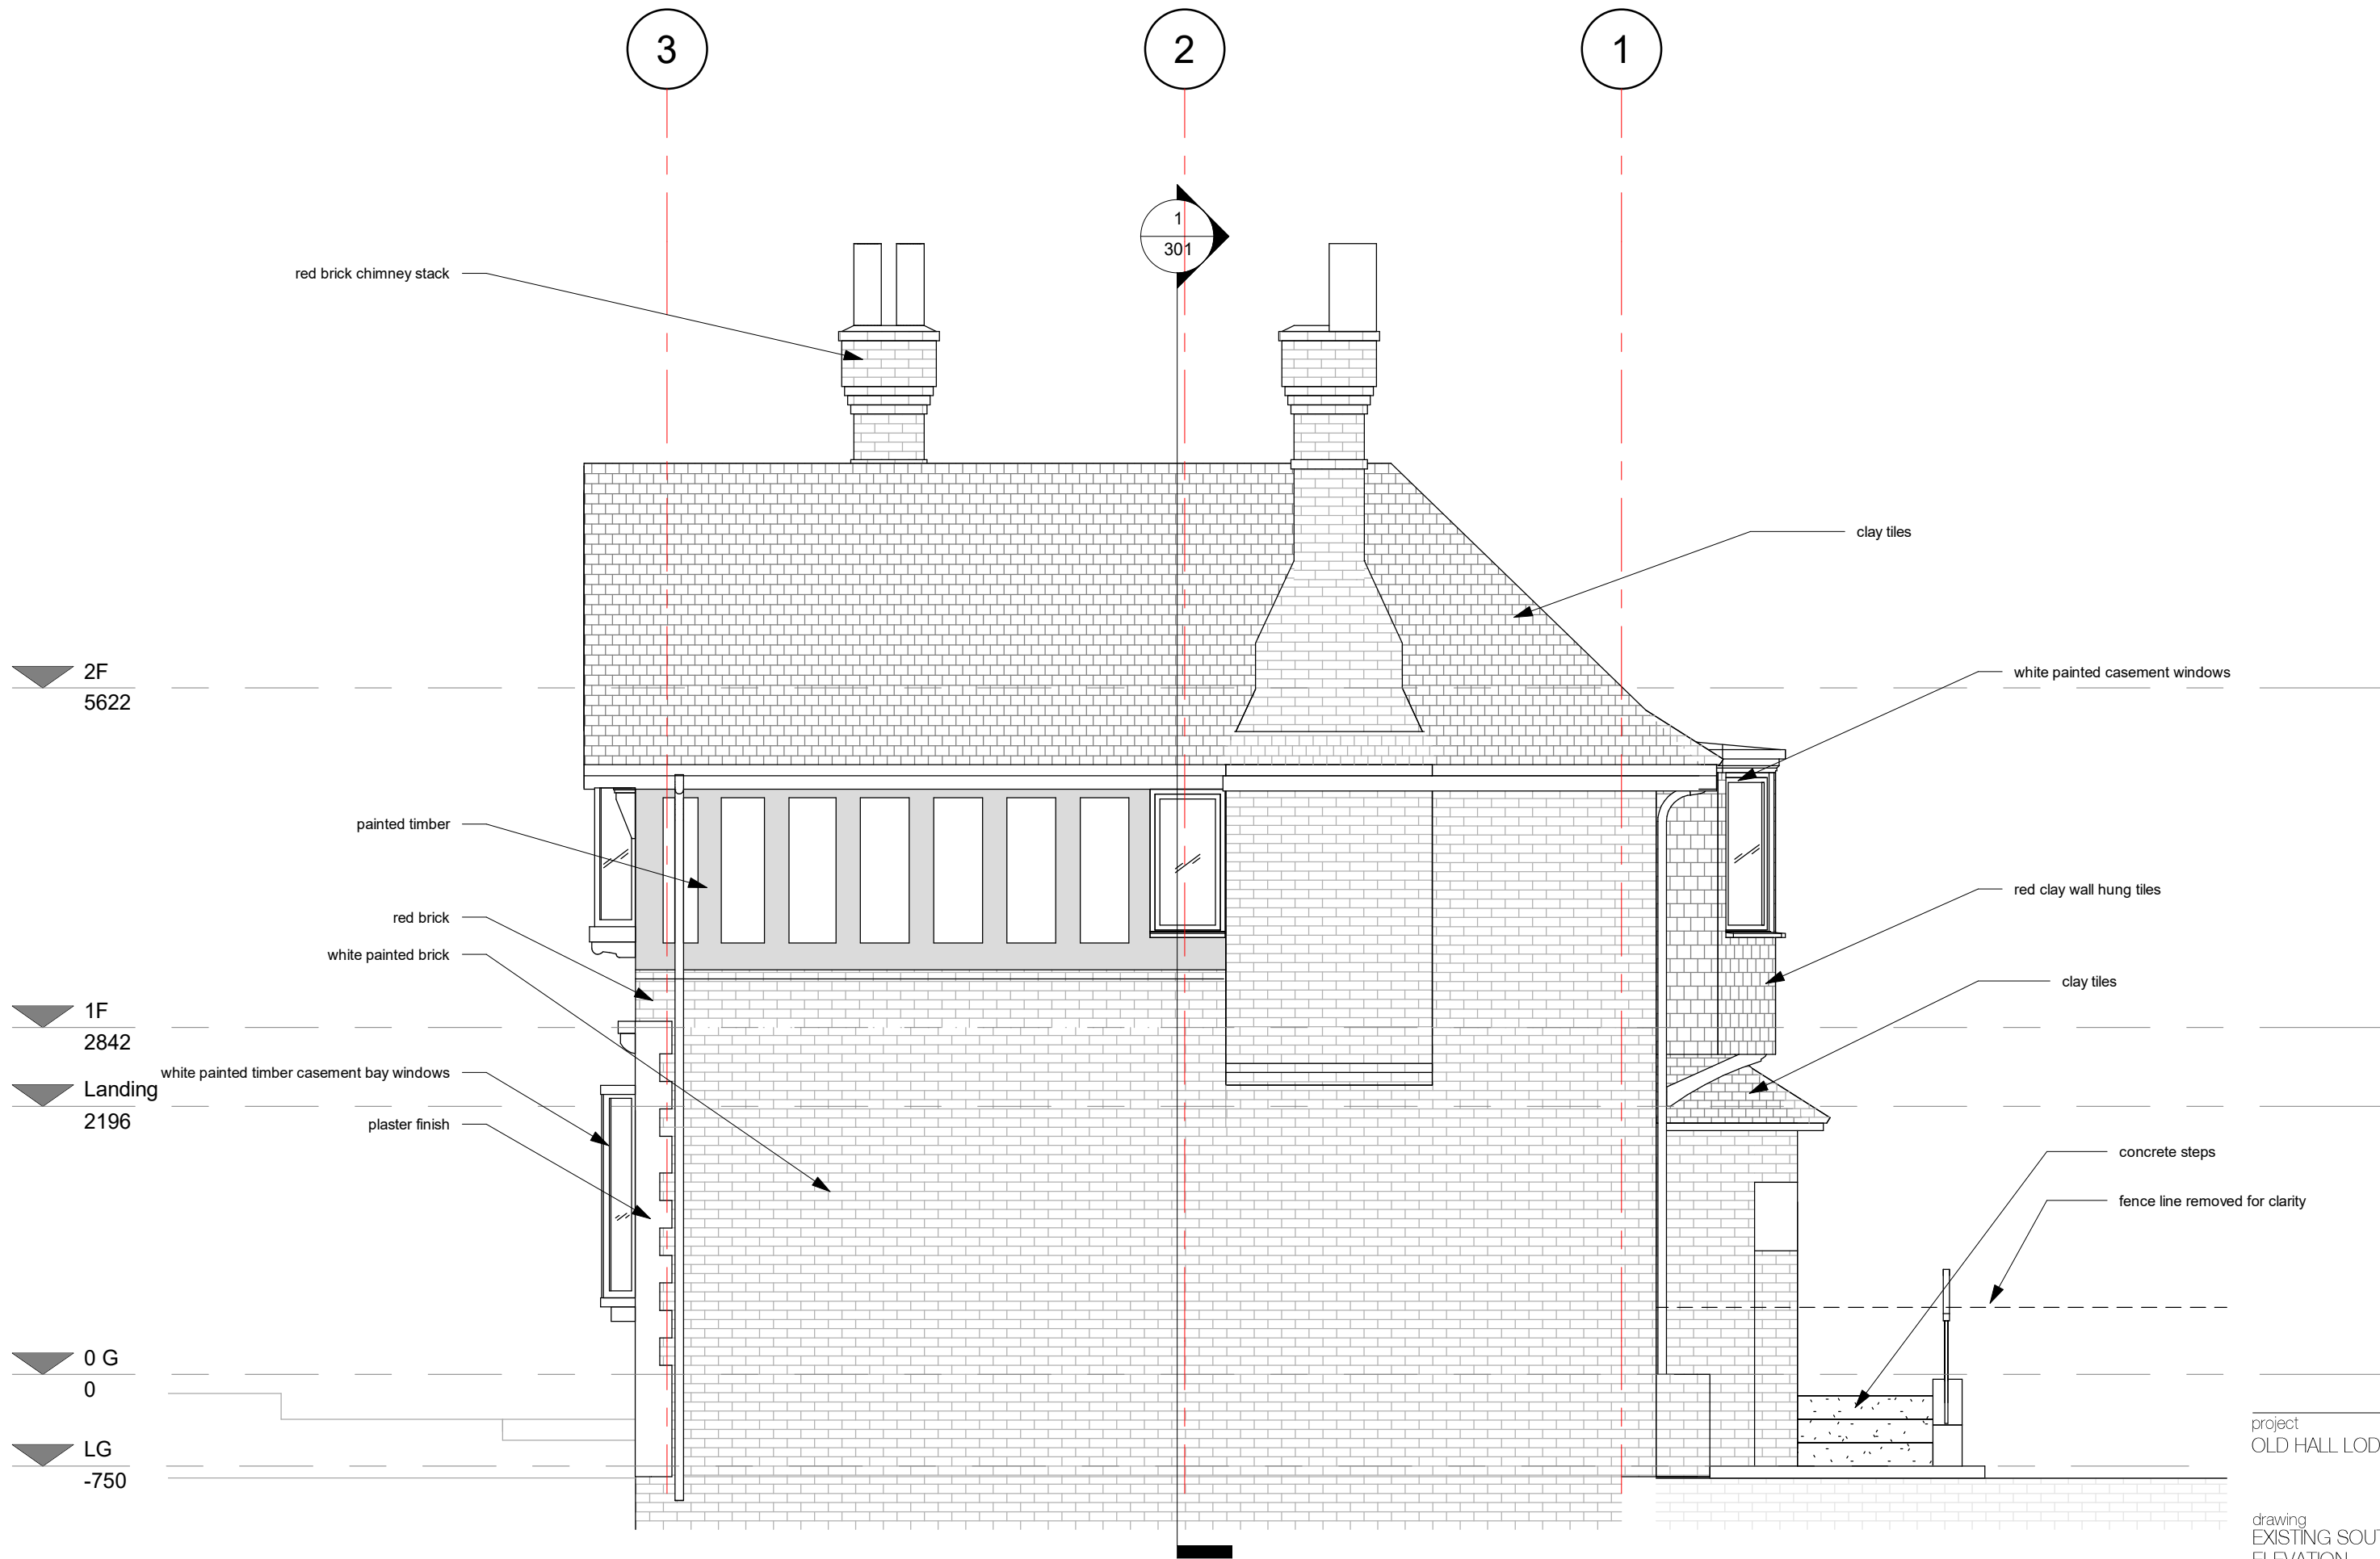 3
2
1
1
301
red brick chimney stack
clay tiles
2F
5622
white painted casement windows
painted timber
red clay wall hung tiles
red brick
white painted brick
clay tiles
1F
2842
white painted timber casement bay windows
Landing
2196
plaster finish
concrete steps
fence line removed for clarity
0 G
0
LG
-750
project
OLD HALL LOD
drawing
EXISTING SOUT
ELEVATION